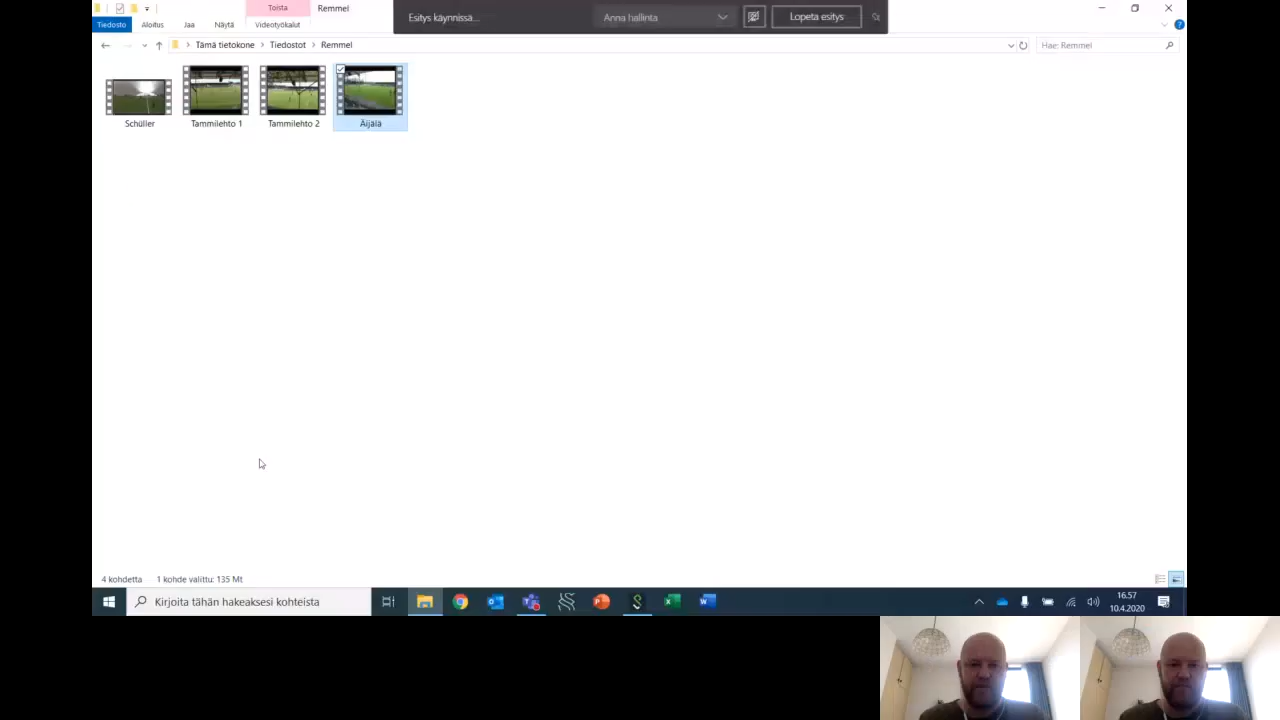 Toista
Remmel
Esitys käynnissä...
Anna hallinta
Lopeta esitys
Tiedosto
Aloitus
Jaa
Näytä
Videotyökalut
Tämä tietokone > Tiedostot > Remmel
Hae: Remmel
Schüller
Tammilehto 1
Tammilehto 2
Äijälä
4 kohdetta
1 kohde valittu: 135 Mt
Kirjoita tähän hakeaksesi kohteista
16.57
10.4.2020